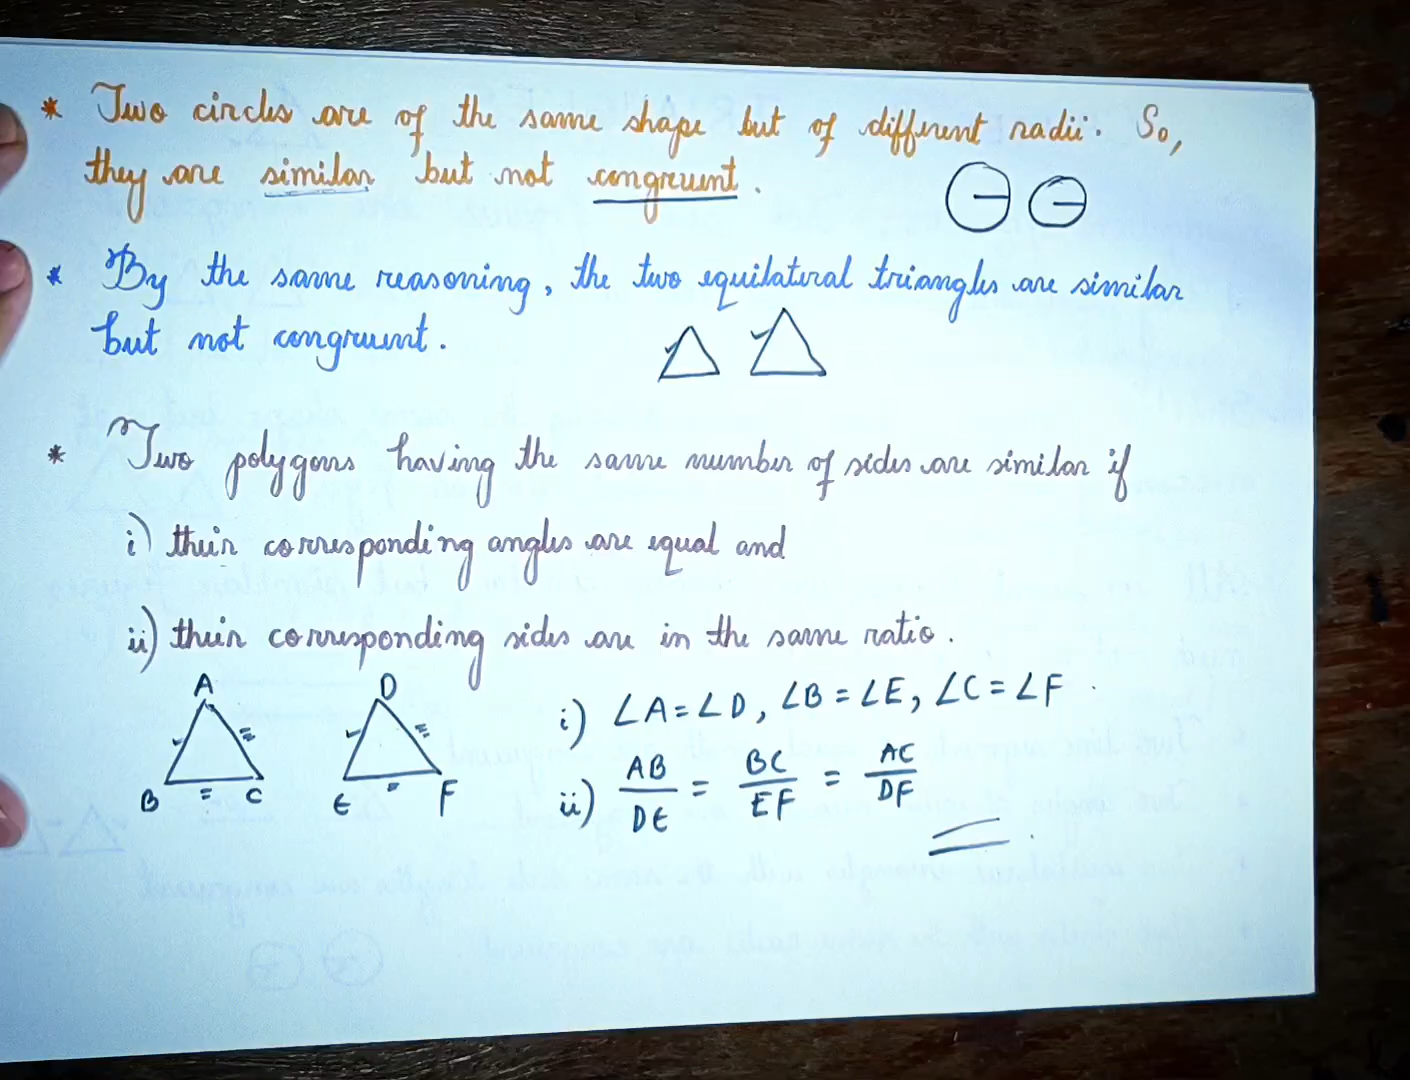 * Two circles are of the same shape but of different radii. So,
they are similar but not congruent.
* By the same reasoning, the two equilateral triangles are similar
but not congruent.
* Two polygons having the same number of sides are similar if
i) their corresponding angles are equal and
ii) their corresponding sides are in the same ratio.
A B C D E F
i) ∠A = ∠D, ∠B = ∠E, ∠C = ∠F.
ii) AB/DE = BC/EF = AC/DF